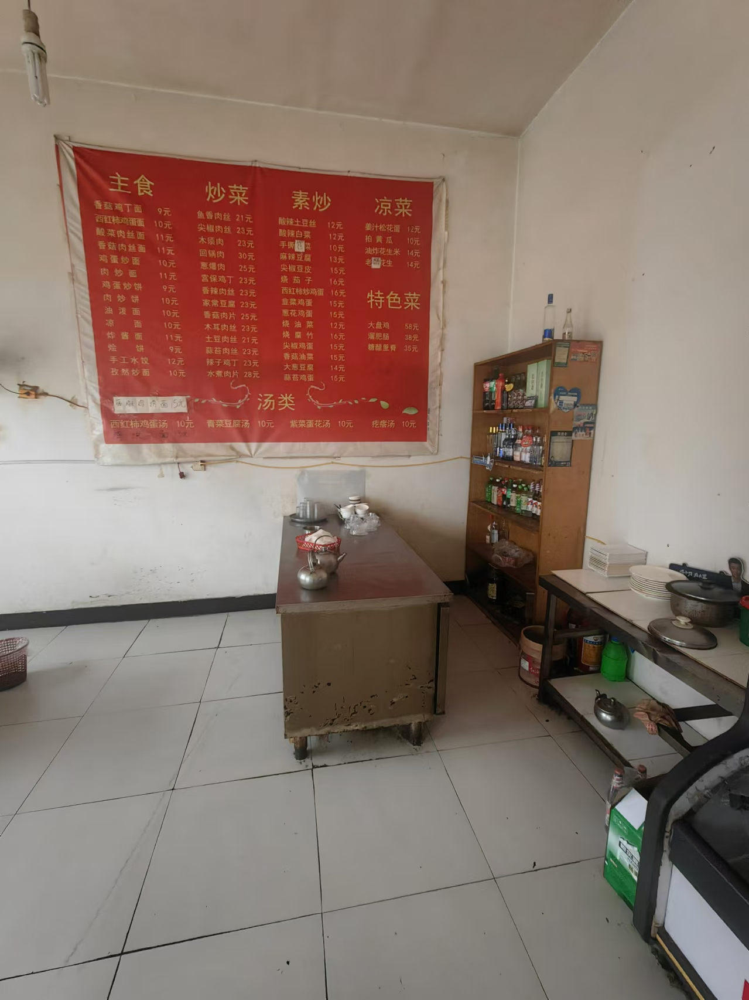 主食
香菇鸡丁面 9元
西红柿鸡蛋面 10元
酸菜肉丝面 11元
香菇肉丝面 11元
鸡蛋炒面 10元
肉炒面 11元
鸡蛋炒饼 9元
肉炒饼 10元
油泼面 10元
凉面 10元
炸酱面 11元
烩饼 9元
手工水饺 12元
孜然炒面 10元
炒菜
鱼香肉丝 21元
尖椒肉丝 23元
木须肉 23元
回锅肉 30元
葱爆肉 25元
宫保鸡丁 23元
香辣肉丝 23元
家常豆腐 23元
香菇肉片 25元
木耳肉丝 23元
土豆肉丝 21元
蒜苔肉丝 23元
辣子鸡丁 23元
水煮肉片 28元
素炒
酸辣土豆丝 12元
酸辣白菜 12元
手撕包菜 10元
麻辣豆腐 13元
尖椒豆皮 15元
烧茄子 16元
西红柿炒鸡蛋 16元
韭菜鸡蛋 15元
葱花鸡蛋 15元
烧油菜 12元
烧腐竹 16元
尖椒鸡蛋 15元
香菇油菜 15元
大葱豆腐 14元
蒜苔鸡蛋 15元
凉菜
姜汁松花蛋 12元
拍黄瓜 10元
油炸花生米 14元
老花生 14元
特色菜
大盘鸡 58元
溜肥肠 38元
糖醋里脊 35元
面15元
汤类
西红柿鸡蛋汤 10元 青菜豆腐汤 10元 紫菜蛋花汤 10元 疙瘩汤 10元